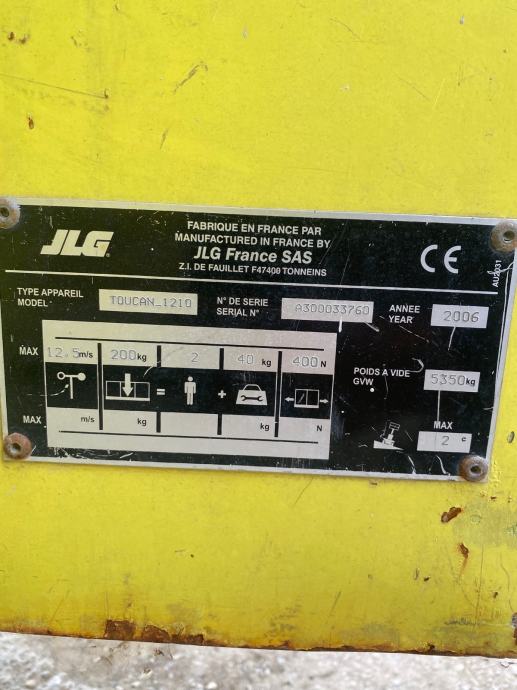 JLG®
FABRIQUE EN FRANCE PAR
MANUFACTURED IN FRANCE BY
JLG France SAS
Z.I. DE FAUILLET F47400 TONNEINS
CE
AU2031
TYPE APPAREIL
MODEL
TOUCAN_1210
N° DE SERIE
SERIAL N°
A300033760
ANNEE
YEAR
2006
MAX 12.5m/s 200kg 2 40 kg 400N
= +
MAX m/s kg kg N
POIDS A VIDE
GVW
5350kg
MAX
2 °